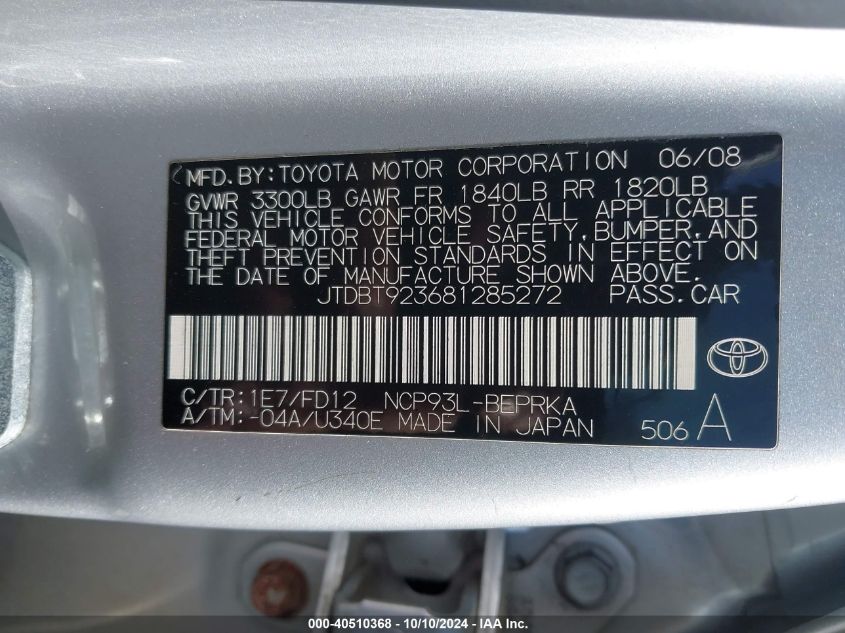 MFD.BY:TOYOTA MOTOR CORPORATION 06/08
GVWR 3300LB GAWR FR 1840LB RR 1820LB
THIS VEHICLE CONFORMS TO ALL APPLICABLE
FEDERAL MOTOR VEHICLE SAFETY,BUMPER,AND
THEFT PREVENTION STANDARDS IN EFFECT ON
THE DATE OF MANUFACTURE SHOWN ABOVE.
JTDBT923681285272 PASS.CAR
C/TR:1E7/FD12 NCP93L-BEPRKA
A/TM:-04A/U340E MADE IN JAPAN 506 A
000-40510368 - 10/10/2024 - IAA Inc.